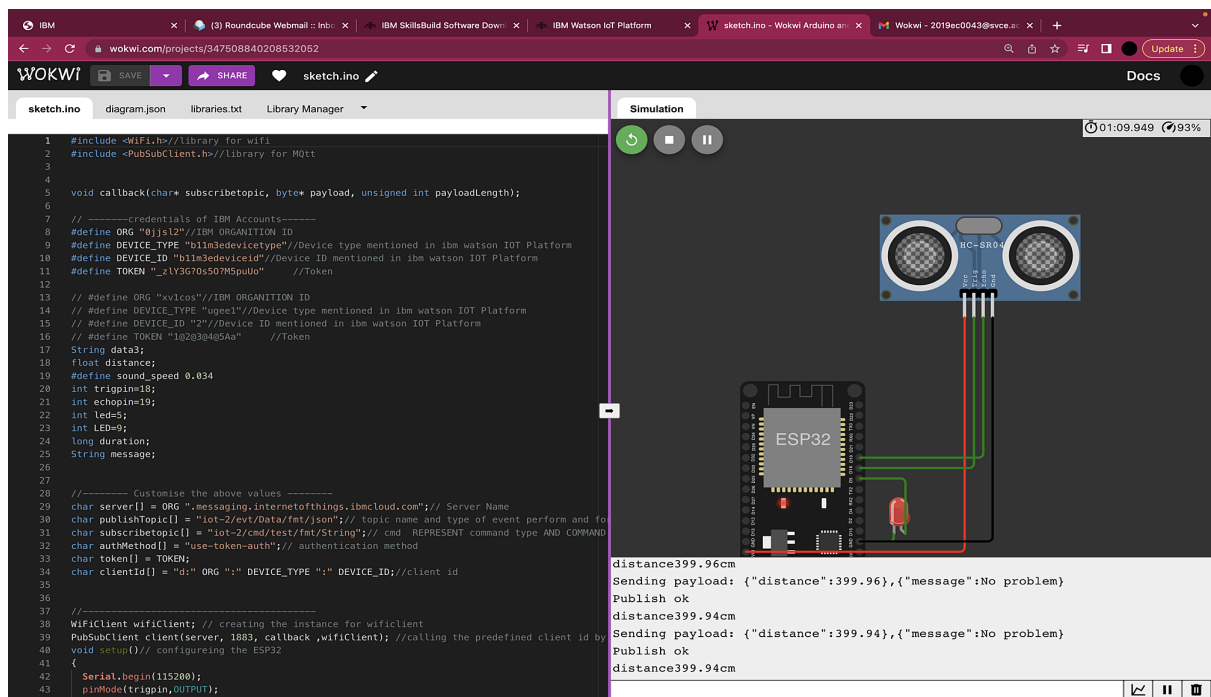 IBM
(3) Roundcube Webmail :: Inbo
IBM SkillsBuild Software Down
IBM Watson IoT Platform
sketch.ino - Wokwi Arduino and
Wokwi - 2019ec0043@svce.ac
wokwi.com/projects/347508840208532052
Update
WOKWI
SAVE
SHARE
sketch.ino
Docs
sketch.ino
diagram.json
libraries.txt
Library Manager
Simulation
01:09.949
93%
1 #include <WiFi.h>//library for wifi
2 #include <PubSubClient.h>//library for MQtt
3
4
5 void callback(char* subscribetopic, byte* payload, unsigned int payloadLength);
6
7 // -------credentials of IBM Accounts------
8 #define ORG "0jjsl2"//IBM ORGANITION ID
9 #define DEVICE_TYPE "b11m3edevicetype"//Device type mentioned in ibm watson IOT Platform
10 #define DEVICE_ID "b11m3edeviceid"//Device ID mentioned in ibm watson IOT Platform
11 #define TOKEN "_zlY3G?Os5O?M5puUo" //Token
12
13 // #define ORG "xv1cos"//IBM ORGANITION ID
14 // #define DEVICE_TYPE "ugee1"//Device type mentioned in ibm watson IOT Platform
15 // #define DEVICE_ID "2"//Device ID mentioned in ibm watson IOT Platform
16 // #define TOKEN "1@2@3@4@5Aa" //Token
17 String data3;
18 float distance;
19 #define sound_speed 0.034
20 int trigpin=18;
21 int echopin=19;
22 int led=5;
23 int LED=9;
24 long duration;
25 String message;
26
27
28 //-------- Customise the above values --------
29 char server[] = ORG ".messaging.internetofthings.ibmcloud.com";// Server Name
30 char publishTopic[] = "iot-2/evt/Data/fmt/json";// topic name and type of event perform and fo
31 char subscribetopic[] = "iot-2/cmd/test/fmt/String";// cmd REPRESENT command type AND COMMAND
32 char authMethod[] = "use-token-auth";// authentication method
33 char token[] = TOKEN;
34 char clientId[] = "d:" ORG ":" DEVICE_TYPE ":" DEVICE_ID;//client id
35
36
37 //-----------------------------------------
38 WiFiClient wifiClient; // creating the instance for wificlient
39 PubSubClient client(server, 1883, callback ,wifiClient); //calling the predefined client id by
40 void setup()// configureing the ESP32
41 {
42 Serial.begin(115200);
43 pinMode(trigpin,OUTPUT);
HC-SR04
Vcc
Trig
Echo
Gnd
ESP32
distance399.96cm
Sending payload: {"distance":399.96},{"message":No problem}
Publish ok
distance399.94cm
Sending payload: {"distance":399.94},{"message":No problem}
Publish ok
distance399.94cm